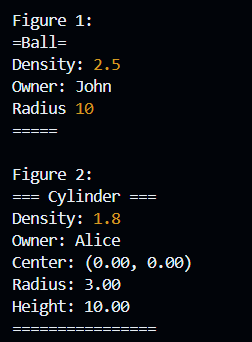 Figure 1:
=Ball=
Density: 2.5
Owner: John
Radius 10
=====
Figure 2:
=== Cylinder ===
Density: 1.8
Owner: Alice
Center: (0.00, 0.00)
Radius: 3.00
Height: 10.00
================